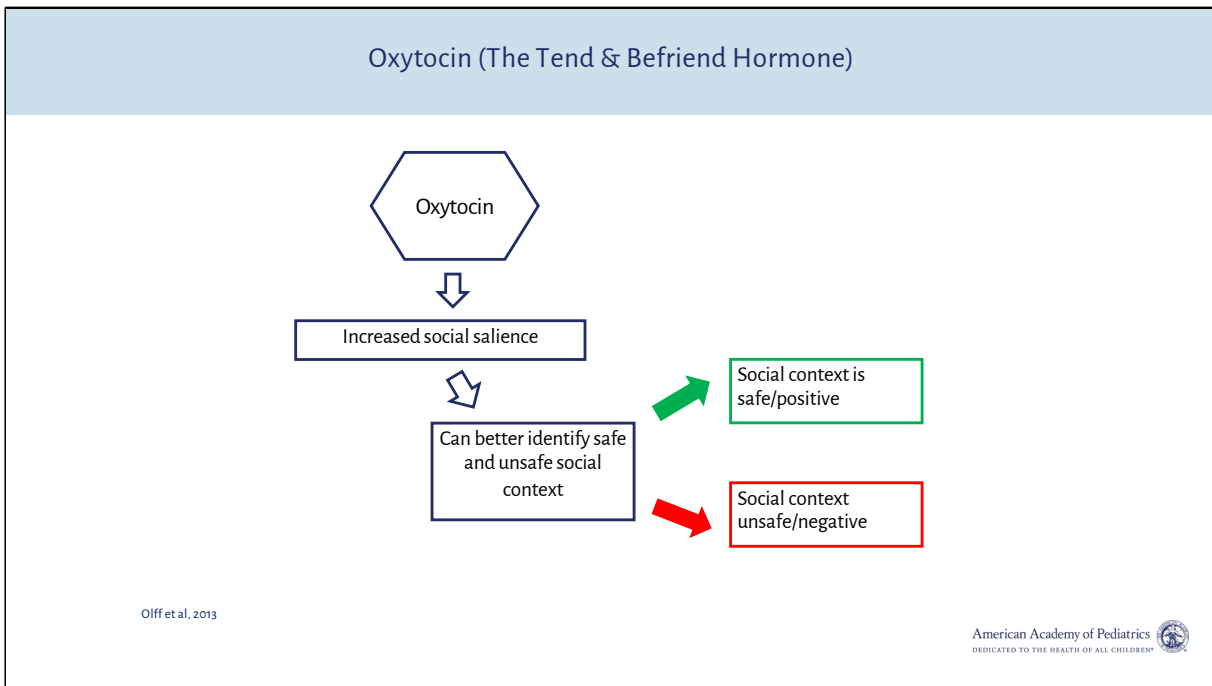 Oxytocin (The Tend & Befriend Hormone)
Oxytocin
Increased social salience
Can better identify safe
and unsafe social
context
Social context is
safe/positive
Social context
unsafe/negative
Olff et al, 2013
American Academy of Pediatrics
DEDICATED TO THE HEALTH OF ALL CHILDREN®